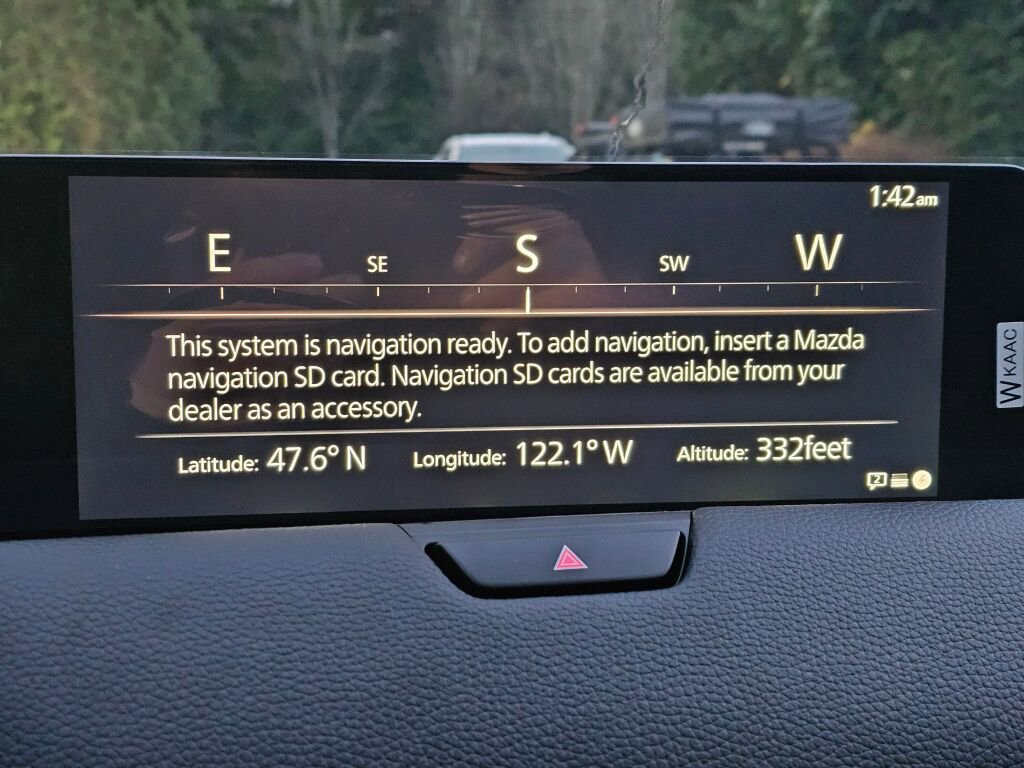 1:42am
E SE S SW W
This system is navigation ready. To add navigation, insert a Mazda
navigation SD card. Navigation SD cards are available from your
dealer as an accessory.
Latitude: 47.6° N Longitude: 122.1° W Altitude: 332feet
2
W KAAC